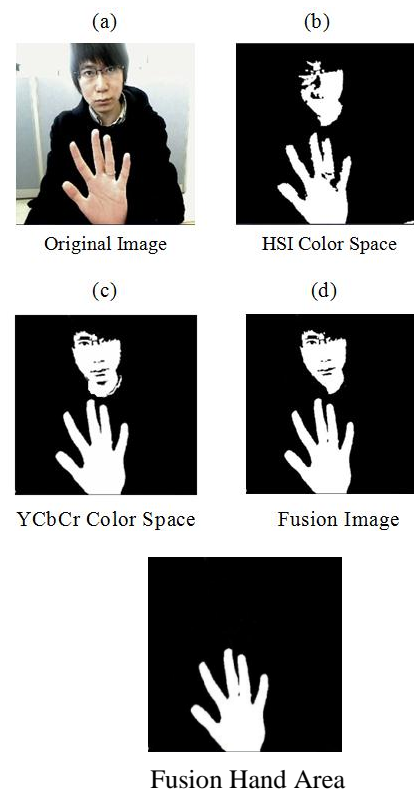 (a)
(b)
Original Image
HSI Color Space
(c)
(d)
YCbCr Color Space
Fusion Image
Fusion Hand Area